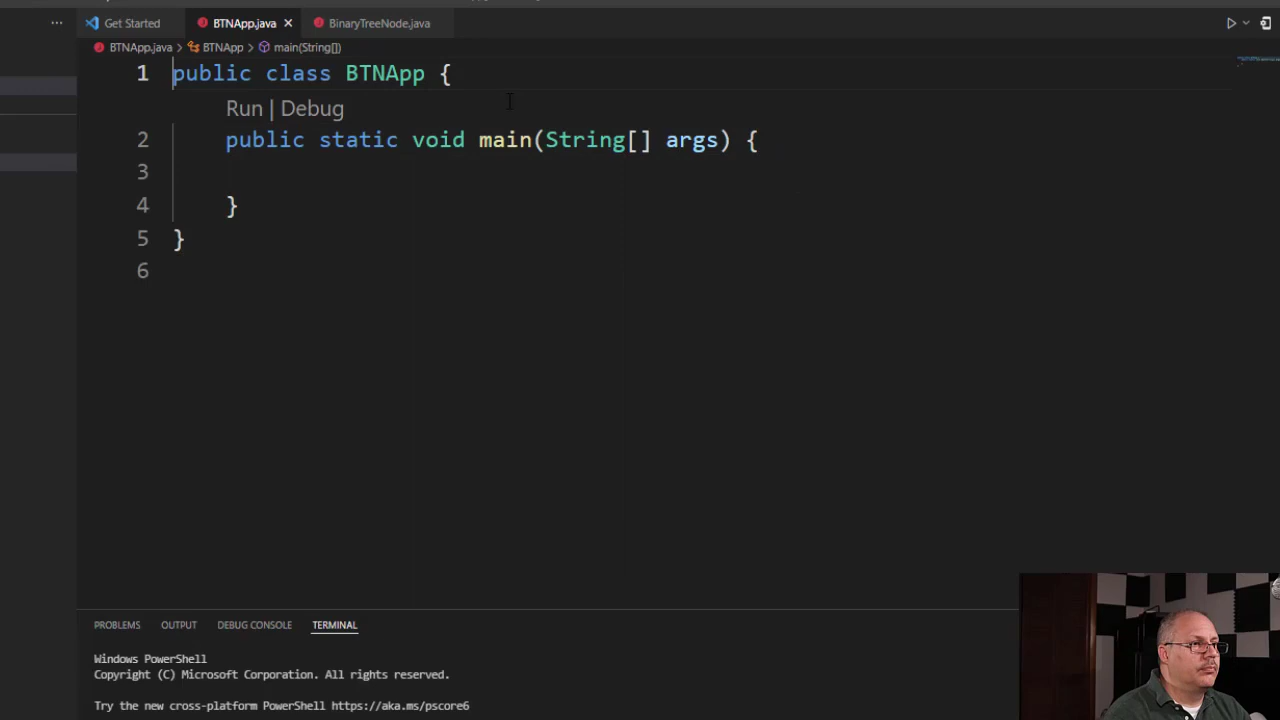 ... Get Started BTNApp.java × BinaryTreeNode.java
BTNApp.java > BTNApp > main(String[])
1 public class BTNApp {
Run | Debug
2 public static void main(String[] args) {
3
4 }
5 }
6
PROBLEMS OUTPUT DEBUG CONSOLE TERMINAL
Windows PowerShell
Copyright (C) Microsoft Corporation. All rights reserved.
Try the new cross-platform PowerShell https://aka.ms/pscore6